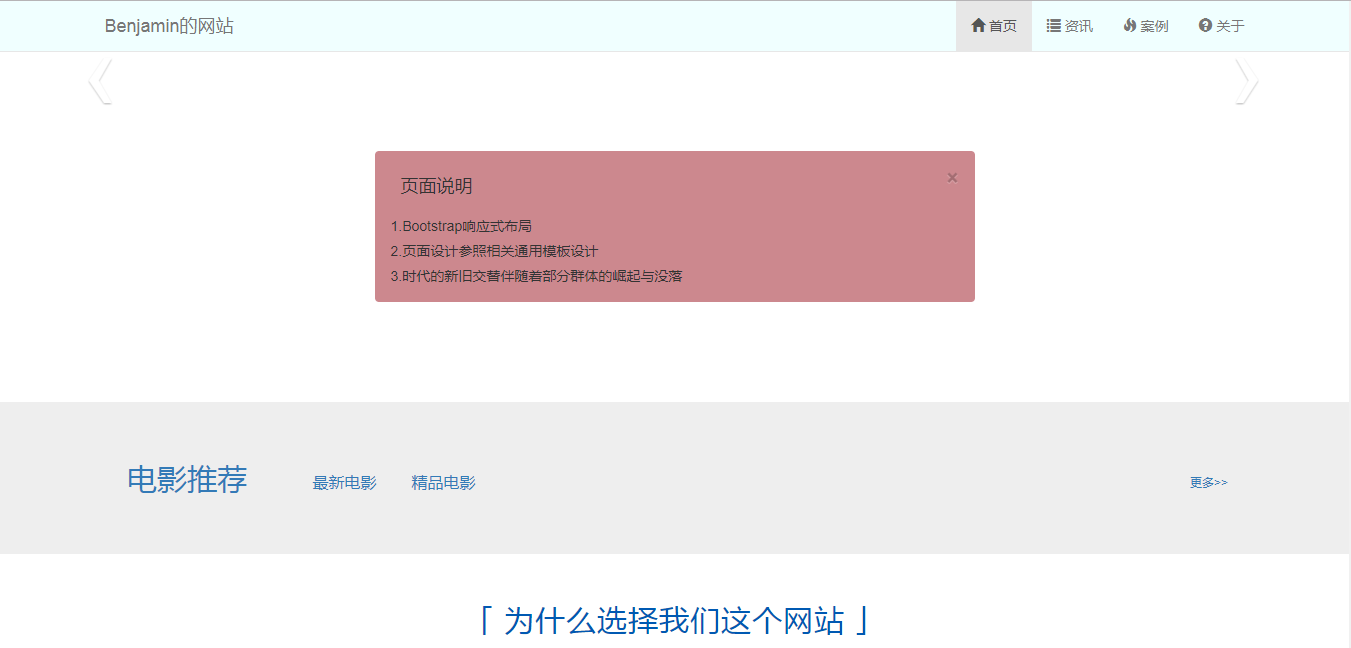 Benjamin的网站 首页 资讯 案例 关于
页面说明 ×
1.Bootstrap响应式布局
2.页面设计参照相关通用模板设计
3.时代的新旧交替伴随着部分群体的崛起与没落
电影推荐 最新电影 精品电影 更多>>
「 为什么选择我们这个网站 」